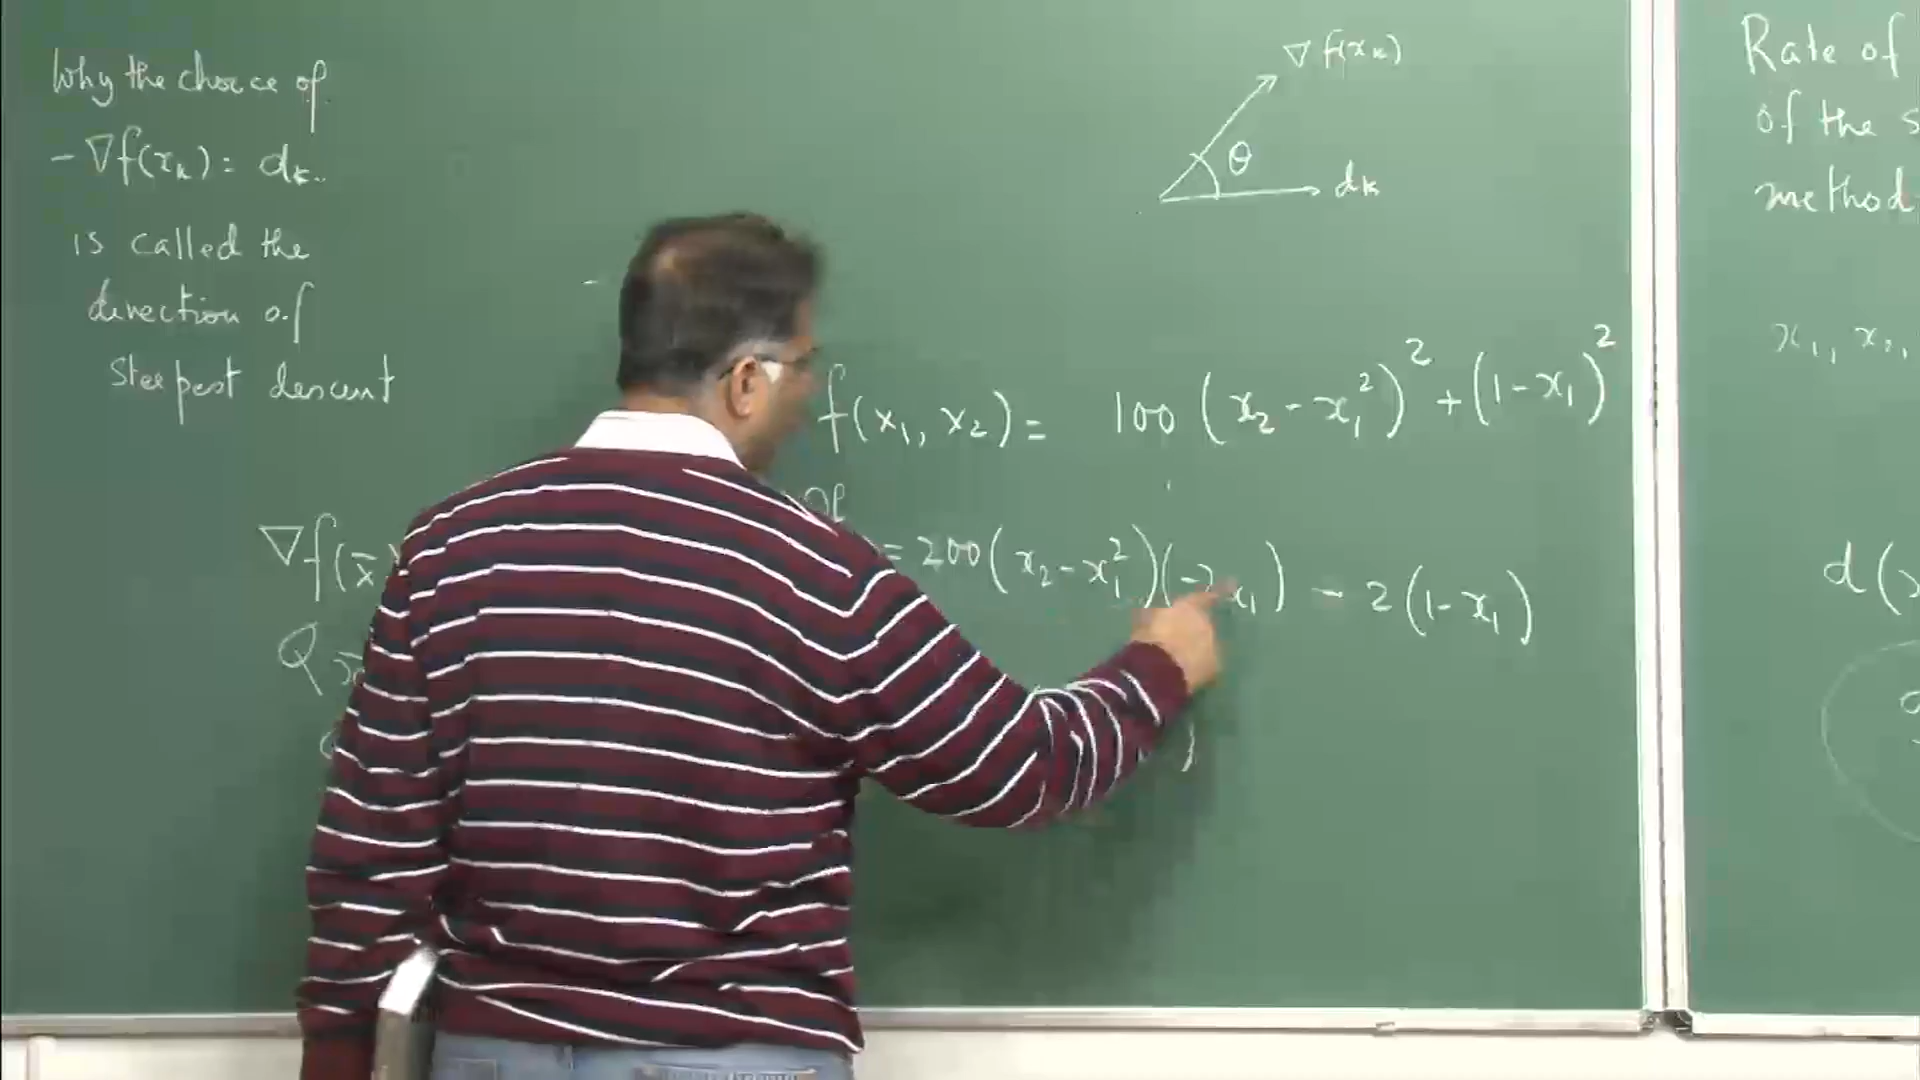 Why the choice of
-∇f(xₖ) = dₖ.
is called the
direction of
Steepest descent
∇f(xₖ)
θ
dₖ
f(x₁, x₂) = 100 (x₂ - x₁²)² + (1 - x₁)²
∇f(x̄
= 200(x₂ - x₁²)(-2x₁) - 2(1 - x₁)
Rate of
of the s
method
x₁, x₂,
d(x